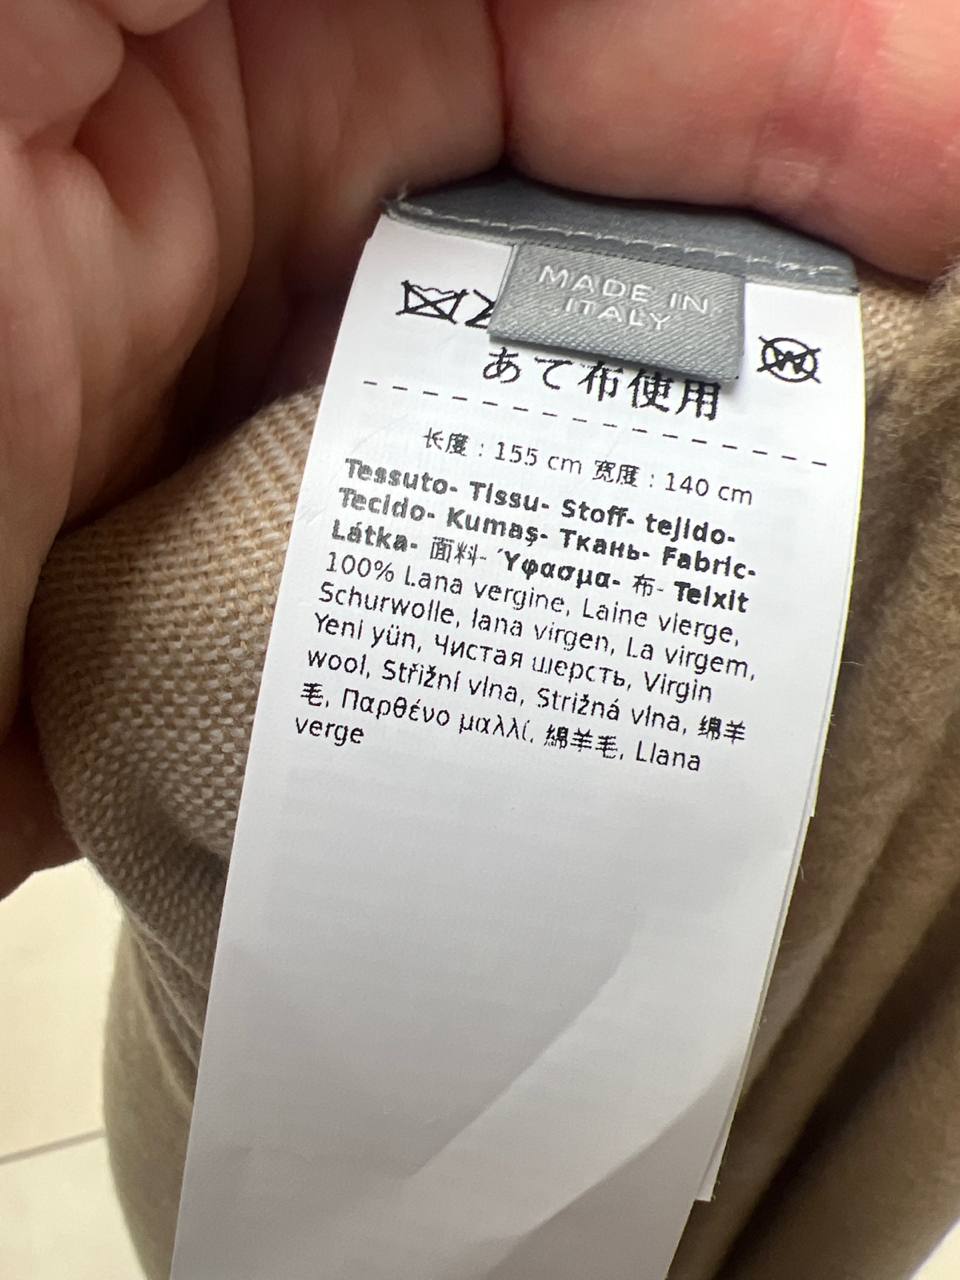 MADE IN
ITALY
W
あて布使用
长度 : 155 cm 宽度 : 140 cm
Tessuto- Tissu- Stoff- tejido-
Tecido- Kumaş- Ткань- Fabric-
Látka- 面料- Ύφασμα- 布- Teixit
100% Lana vergine, Laine vierge,
Schurwolle, lana virgen, La virgem,
Yeni yün, Чистая шерсть, Virgin
wool, Střižní vlna, Strižná vlna, 绵羊
毛, Παρθένο μαλλί, 綿羊毛, Llana
verge